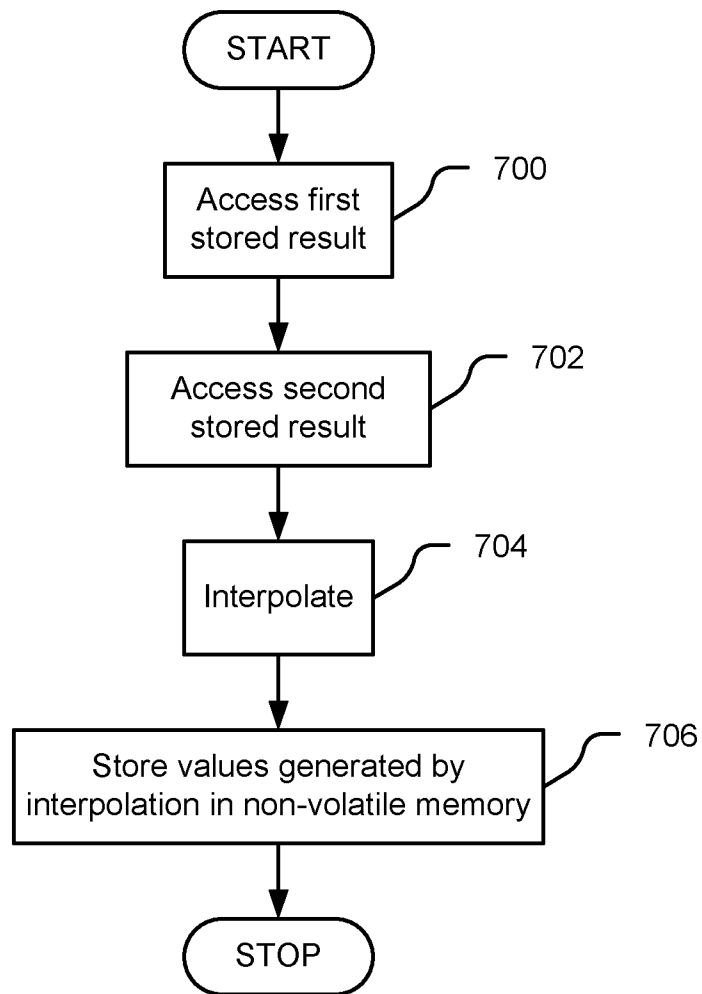 START
700
Access first
stored result
702
Access second
stored result
704
Interpolate
706
Store values generated by
interpolation in non-volatile memory
STOP